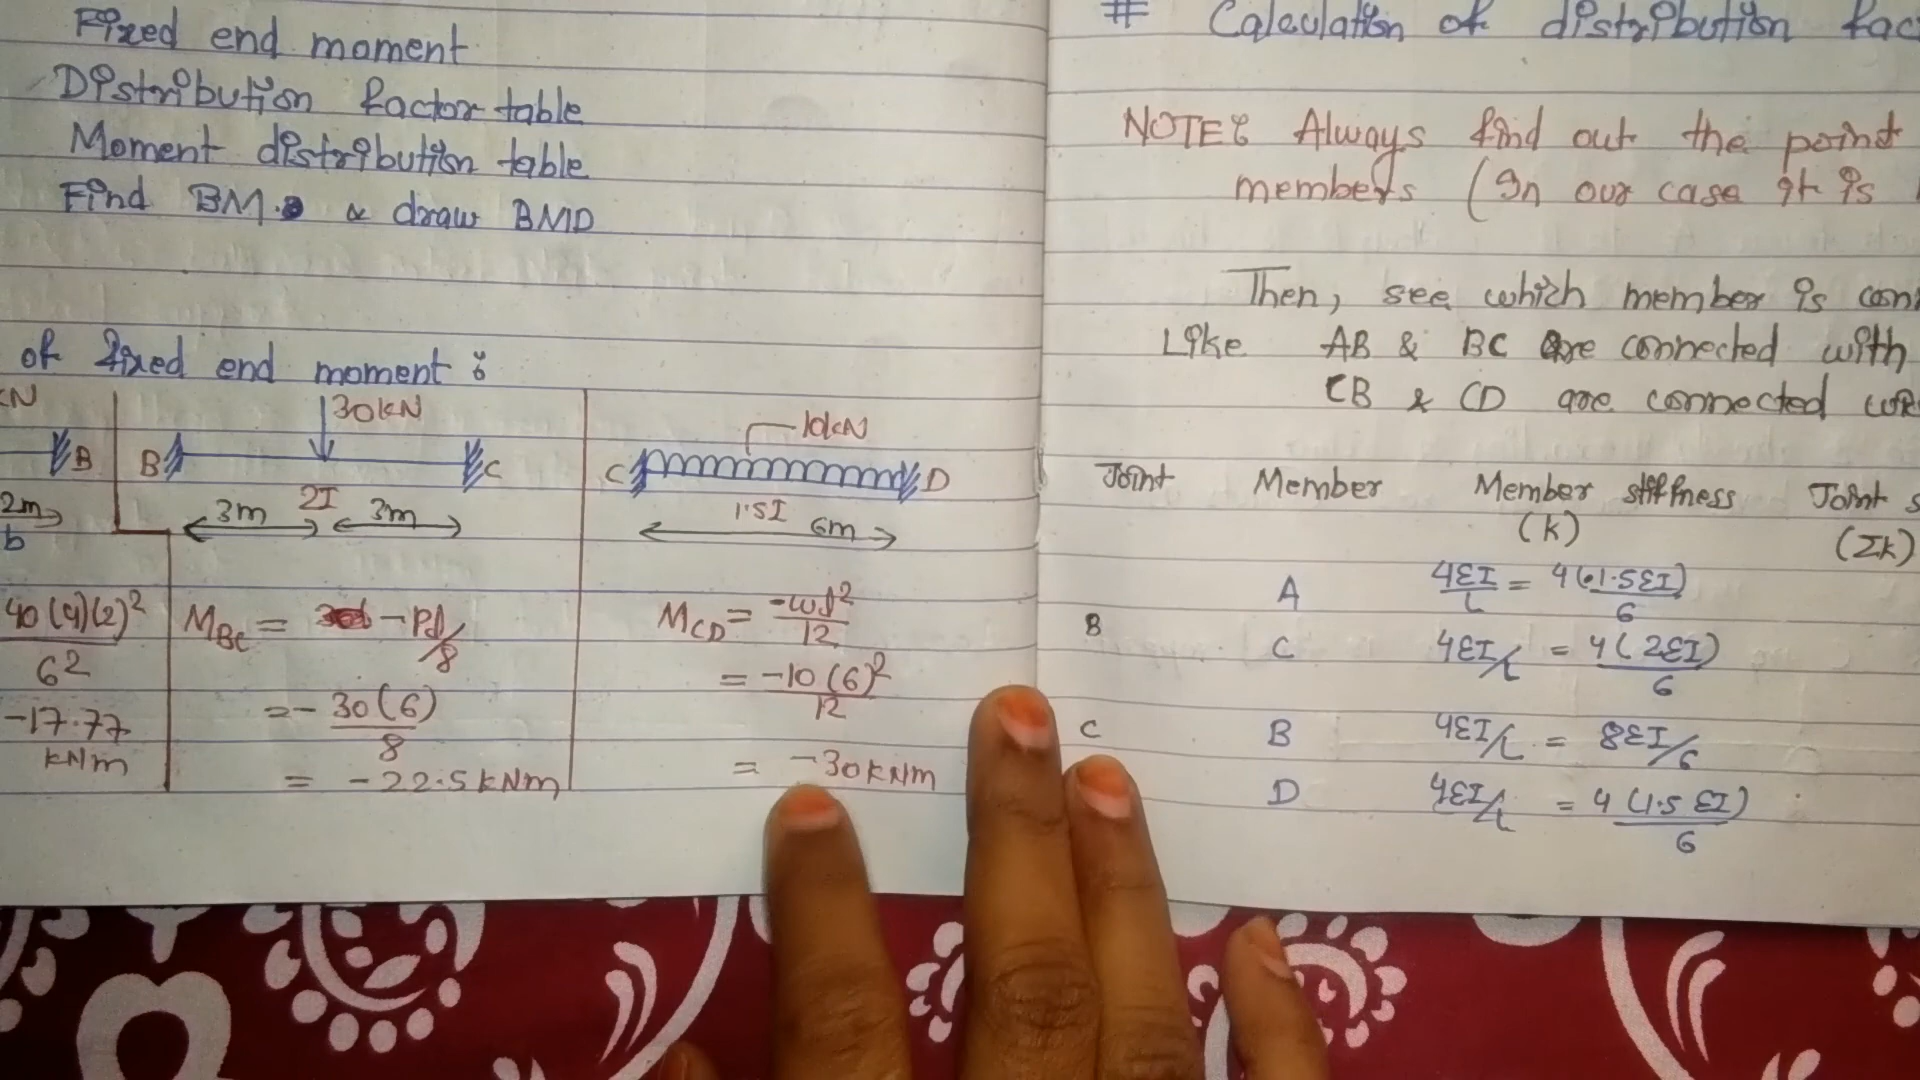 Fixed end moment
Distribution factor table
Moment distribution table
Find BM. & draw BMD
of fixed end moment :
30kN
B
B
C
2m
b
3m
2I
3m
40(4)(2)²
6²
-17.77
kNm
MBC = -Pl/8
= - 30(6)
8
= -22.5 kNm
10kN
C
D
1.5I
6m
MCD = -wl²
12
= -10(6)²
12
= -30kNm
# Calculation of distribution fac
NOTE: Always find out the point
members (In our case it is
Then, see which member is con
Like AB & BC are connected with
CB & CD are connected
Joint Member Member stiffness Joint s
(k) (Σk)
A 4EI/L = 4(1.5EI)
6
B
C 4EI/L = 4(2EI)
6
C B 4EI/L = 8EI/6
D 4EI/L = 4(1.5EI)
6